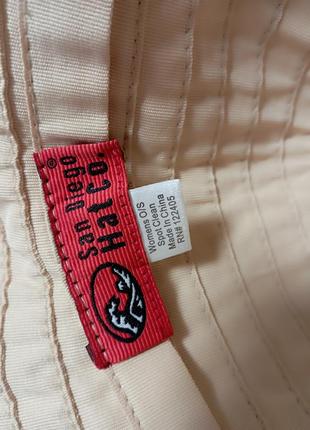 San Diego
Hat Co.
®
Womens O/S
Spot Clean
Made In China
RN# 122405